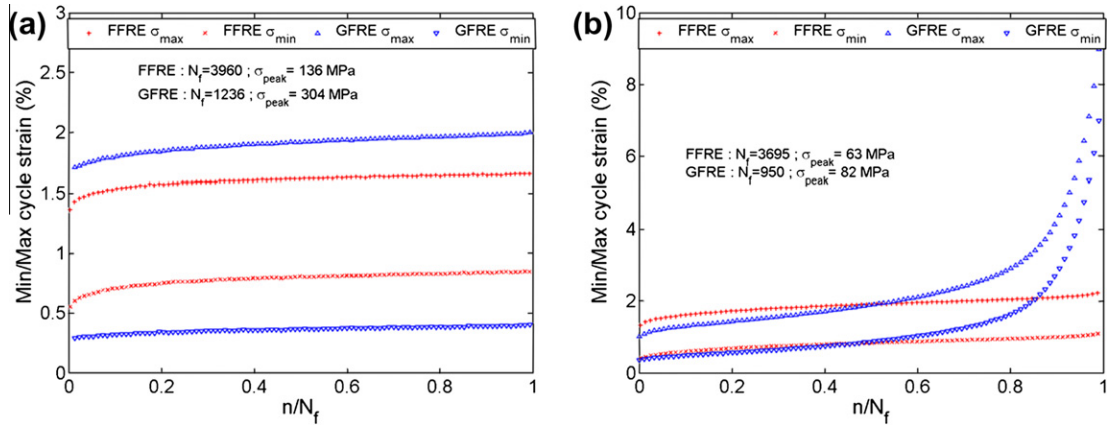 (a)
FFRE σmax FFRE σmin GFRE σmax GFRE σmin
FFRE : Nf=3960 ; σpeak= 136 MPa
GFRE : Nf=1236 ; σpeak= 304 MPa
Min/Max cycle strain (%)
3
2.5
2
1.5
1
0.5
0
0 0.2 0.4 0.6 0.8 1
n/Nf
(b)
FFRE σmax FFRE σmin GFRE σmax GFRE σmin
FFRE : Nf=3695 ; σpeak= 63 MPa
GFRE : Nf=950 ; σpeak= 82 MPa
Min/Max cycle strain (%)
10
8
6
4
2
0
0 0.2 0.4 0.6 0.8 1
n/Nf